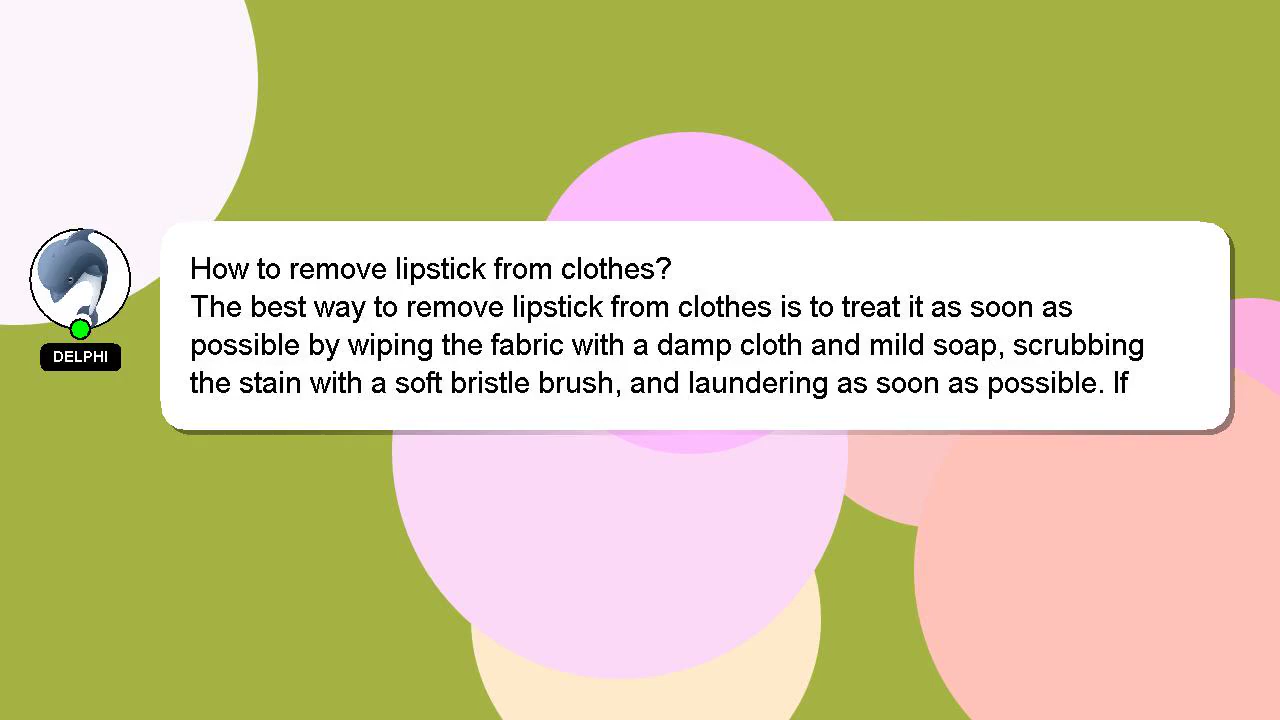 How to remove lipstick from clothes?
The best way to remove lipstick from clothes is to treat it as soon as
possible by wiping the fabric with a damp cloth and mild soap, scrubbing
the stain with a soft bristle brush, and laundering as soon as possible. If
DELPHI